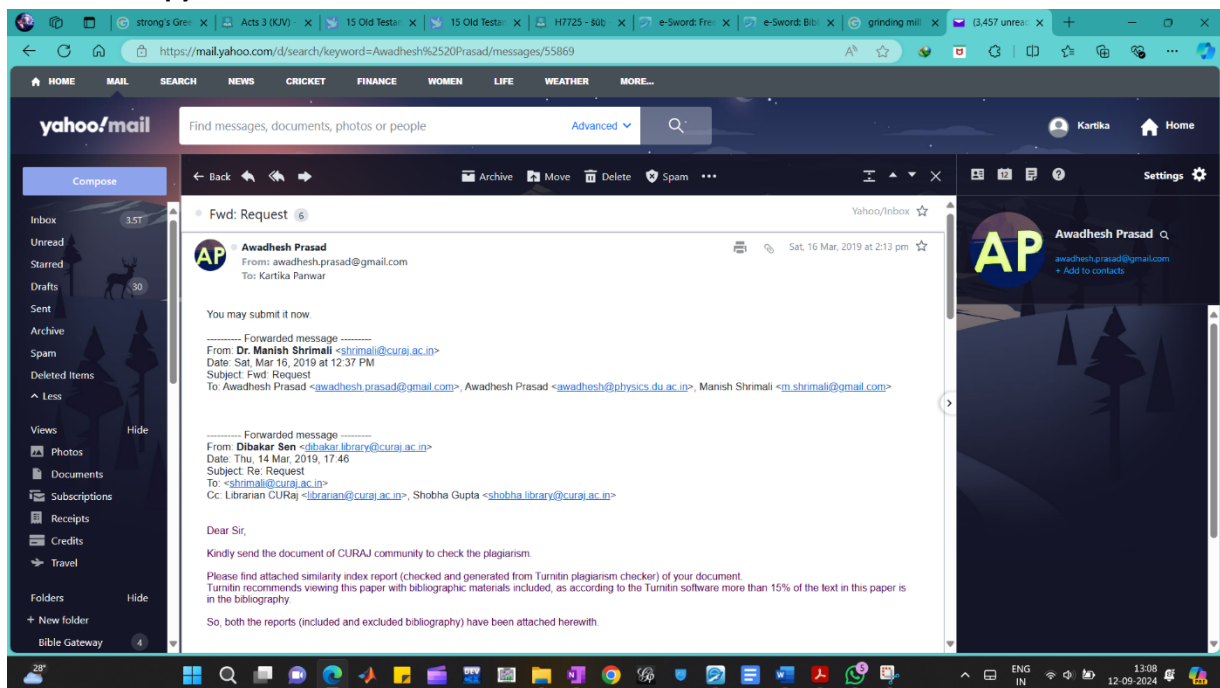 strong's Gree
Acts 3 (KJV) -
15 Old Testan
15 Old Testan
H7725 - šûḇ
e-Sword: Free
e-Sword: Bibl
grinding mill
(3,457 unread
https://mail.yahoo.com/d/search/keyword=Awadhesh%2520Prasad/messages/55869
HOME MAIL SEARCH NEWS CRICKET FINANCE WOMEN LIFE WEATHER MORE...
yahoo!mail
Find messages, documents, photos or people
Advanced
Kartika
Home
Compose
Back
Archive Move Delete Spam
12
Settings
Inbox 3.5T
Unread
Starred
Drafts 30
Sent
Archive
Spam
Deleted Items
Less
Views Hide
Photos
Documents
Subscriptions
Receipts
Credits
Travel
Folders Hide
+ New folder
Bible Gateway 4
Fwd: Request 6
Yahoo/Inbox
AP
Awadhesh Prasad
From: awadhesh.prasad@gmail.com
To: Kartika Panwar
Sat, 16 Mar, 2019 at 2:13 pm
You may submit it now.
---------- Forwarded message ---------
From: Dr. Manish Shrimali <shrimali@curaj.ac.in>
Date: Sat, Mar 16, 2019 at 12:37 PM
Subject: Fwd: Request
To: Awadhesh Prasad <awadhesh.prasad@gmail.com>, Awadhesh Prasad <awadhesh@physics.du.ac.in>, Manish Shrimali <m.shrimali@gmail.com>
---------- Forwarded message ---------
From: Dibakar Sen <dibakar.library@curaj.ac.in>
Date: Thu, 14 Mar, 2019, 17:46
Subject: Re: Request
To: <shrimali@curaj.ac.in>
Cc: Librarian CURaj <librarian@curaj.ac.in>, Shobha Gupta <shobha.library@curaj.ac.in>
Dear Sir,
Kindly send the document of CURAJ community to check the plagiarism.
Please find attached similarity index report (checked and generated from Turnitin plagiarism checker) of your document.
Turnitin recommends viewing this paper with bibliographic materials included, as according to the Turnitin software more than 15% of the text in this paper is
in the bibliography.
So, both the reports (included and excluded bibliography) have been attached herewith.
AP
Awadhesh Prasad
awadhesh.prasad@gmail.com
+ Add to contacts
28°
ENG
IN
13:08
12-09-2024